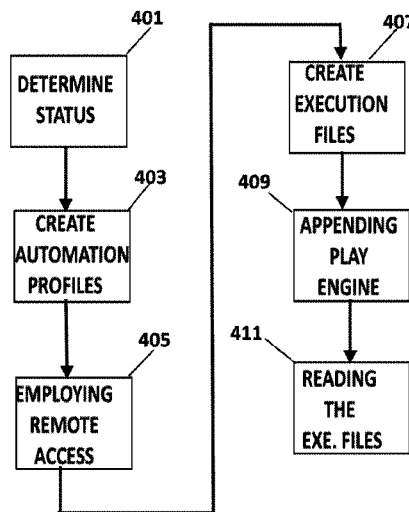 401
DETERMINE
STATUS
403
CREATE
AUTOMATION
PROFILES
405
EMPLOYING
REMOTE
ACCESS
407
CREATE
EXECUTION
FILES
409
APPENDING
PLAY
ENGINE
411
READING
THE
EXE. FILES